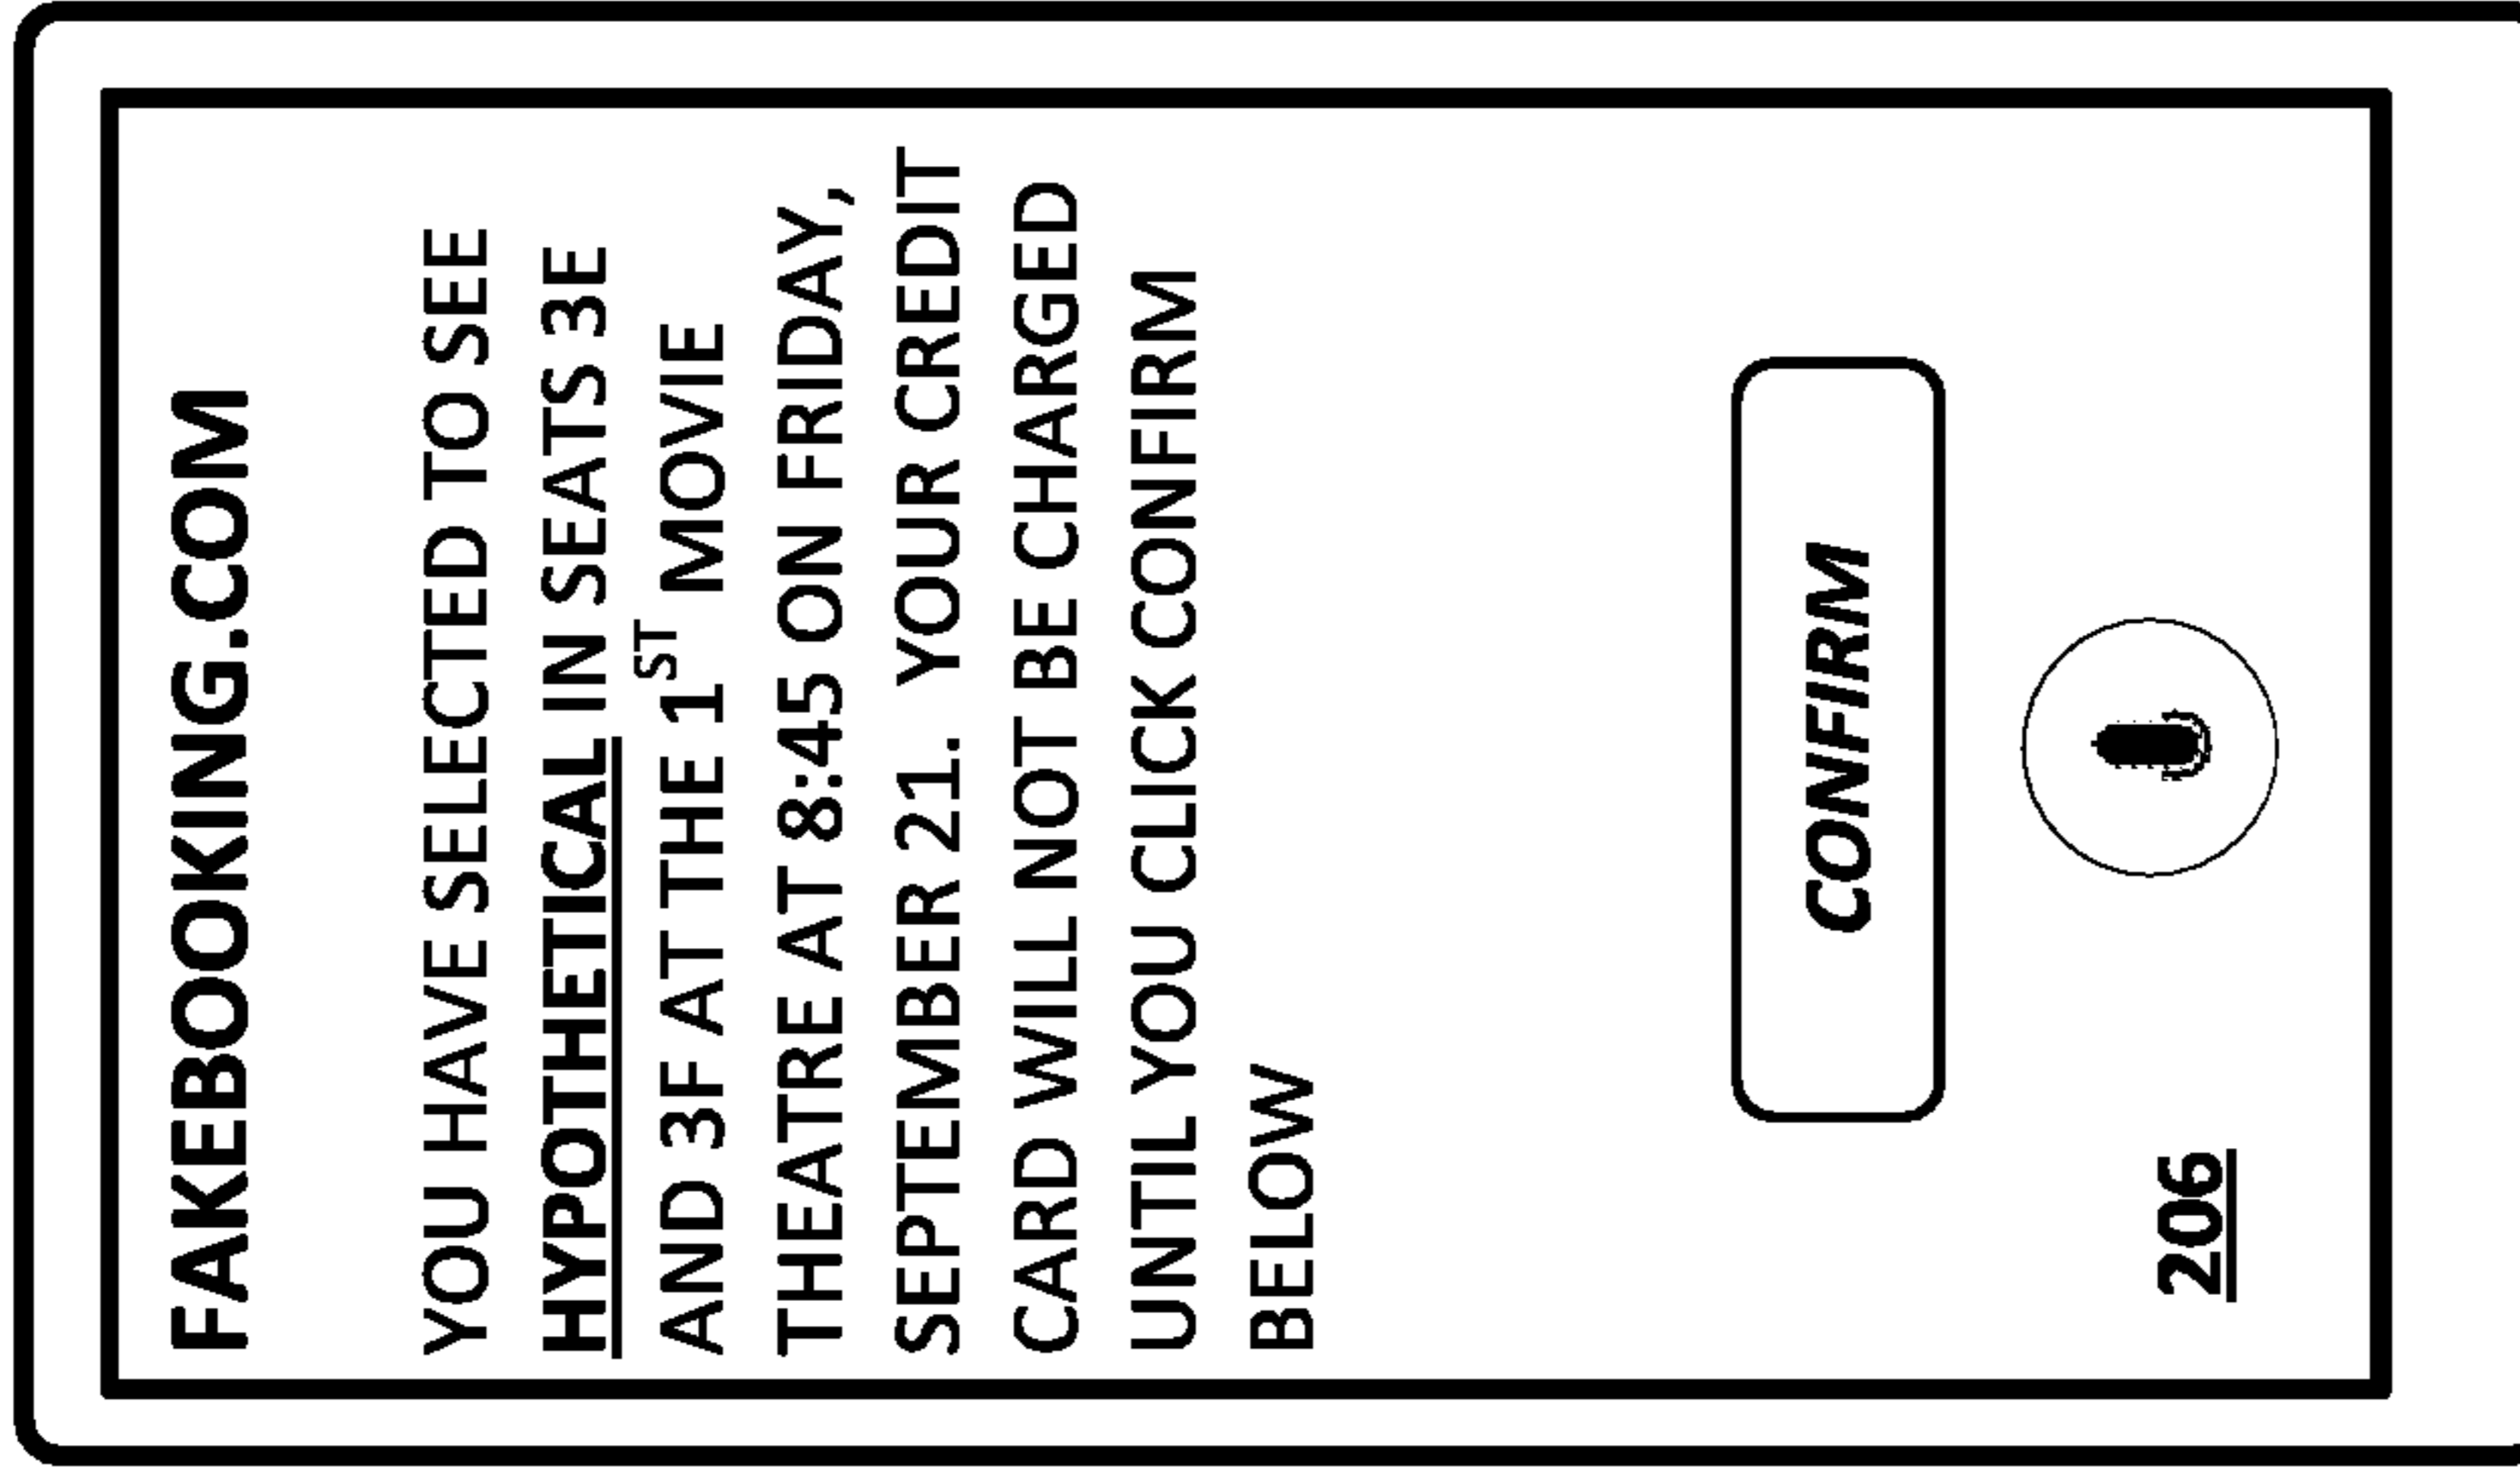 FAKEBOOKING.COM
YOU HAVE SELECTED TO SEE
HYPOTHETICAL IN SEATS 3E
AND 3F AT THE 1ST MOVIE
THEATRE AT 8:45 ON FRIDAY,
SEPTEMBER 21. YOUR CREDIT
CARD WILL NOT BE CHARGED
UNTIL YOU CLICK CONFIRM
BELOW
CONFIRM
206